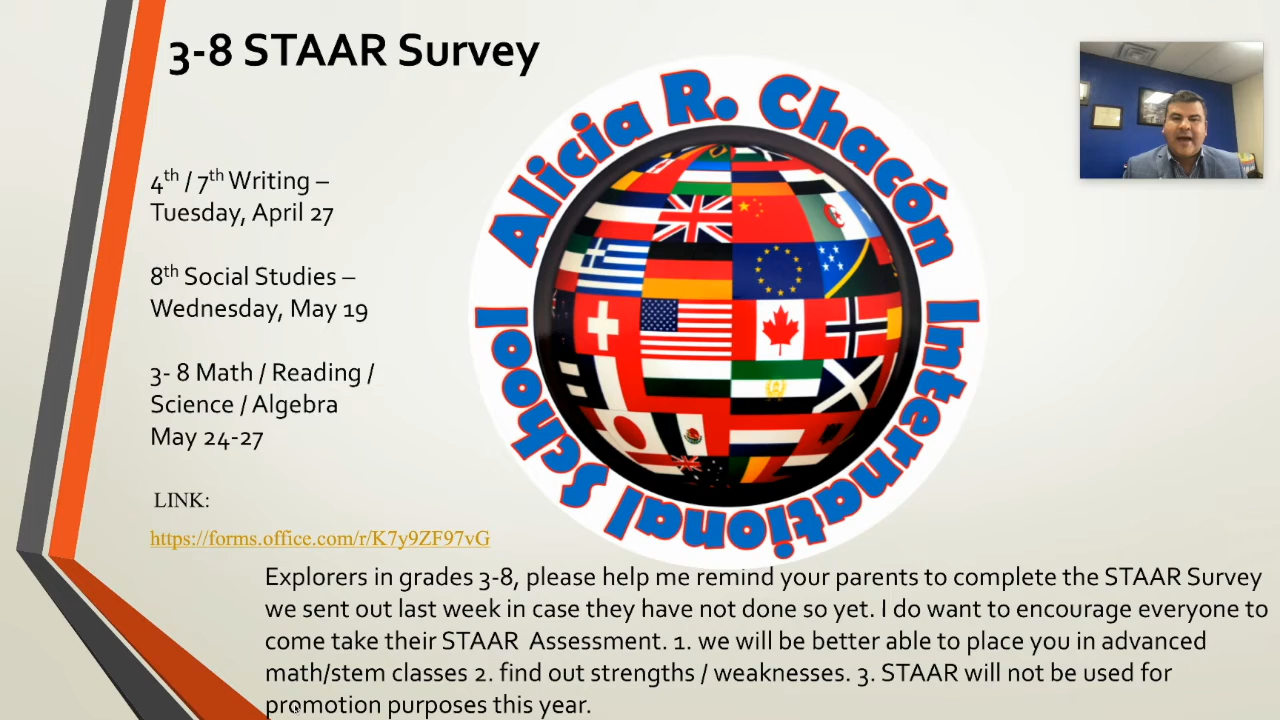 3-8 STAAR Survey
Alicia R. Chacón
International School
4th / 7th Writing –
Tuesday, April 27
8th Social Studies –
Wednesday, May 19
3- 8 Math / Reading /
Science / Algebra
May 24-27
LINK:
https://forms.office.com/r/K7y9ZF97vG
Explorers in grades 3-8, please help me remind your parents to complete the STAAR Survey
we sent out last week in case they have not done so yet. I do want to encourage everyone to
come take their STAAR Assessment. 1. we will be better able to place you in advanced
math/stem classes 2. find out strengths / weaknesses. 3. STAAR will not be used for
promotion purposes this year.